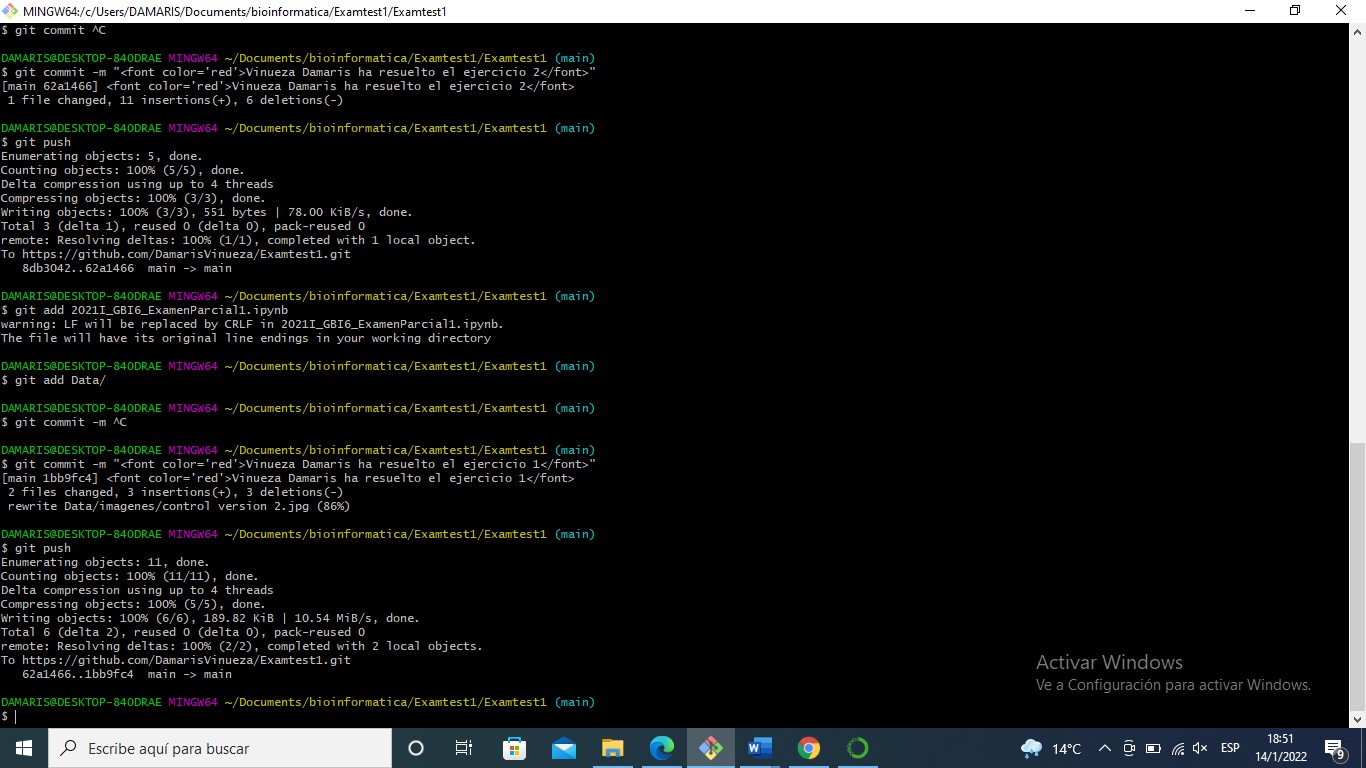 MINGW64:/c/Users/DAMARIS/Documents/bioinformatica/Examtest1/Examtest1
$ git commit ^C
DAMARIS@DESKTOP-84ODRAE MINGW64 ~/Documents/bioinformatica/Examtest1/Examtest1 (main)
$ git commit -m "<font color='red'>Vinueza Damaris ha resuelto el ejercicio 2</font>"
[main 62a1466] <font color='red'>Vinueza Damaris ha resuelto el ejercicio 2</font>
1 file changed, 11 insertions(+), 6 deletions(-)
DAMARIS@DESKTOP-84ODRAE MINGW64 ~/Documents/bioinformatica/Examtest1/Examtest1 (main)
$ git push
Enumerating objects: 5, done.
Counting objects: 100% (5/5), done.
Delta compression using up to 4 threads
Compressing objects: 100% (3/3), done.
Writing objects: 100% (3/3), 551 bytes | 78.00 KiB/s, done.
Total 3 (delta 1), reused 0 (delta 0), pack-reused 0
remote: Resolving deltas: 100% (1/1), completed with 1 local object.
To https://github.com/DamarisVinueza/Examtest1.git
8db3042..62a1466  main -> main
DAMARIS@DESKTOP-84ODRAE MINGW64 ~/Documents/bioinformatica/Examtest1/Examtest1 (main)
$ git add 2021I_GBI6_ExamenParcial1.ipynb
warning: LF will be replaced by CRLF in 2021I_GBI6_ExamenParcial1.ipynb.
The file will have its original line endings in your working directory
DAMARIS@DESKTOP-84ODRAE MINGW64 ~/Documents/bioinformatica/Examtest1/Examtest1 (main)
$ git add Data/
DAMARIS@DESKTOP-84ODRAE MINGW64 ~/Documents/bioinformatica/Examtest1/Examtest1 (main)
$ git commit -m ^C
DAMARIS@DESKTOP-84ODRAE MINGW64 ~/Documents/bioinformatica/Examtest1/Examtest1 (main)
$ git commit -m "<font color='red'>Vinueza Damaris ha resuelto el ejercicio 1</font>"
[main 1bb9fc4] <font color='red'>Vinueza Damaris ha resuelto el ejercicio 1</font>
2 files changed, 3 insertions(+), 3 deletions(-)
rewrite Data/imagenes/control version 2.jpg (86%)
DAMARIS@DESKTOP-84ODRAE MINGW64 ~/Documents/bioinformatica/Examtest1/Examtest1 (main)
$ git push
Enumerating objects: 11, done.
Counting objects: 100% (11/11), done.
Delta compression using up to 4 threads
Compressing objects: 100% (5/5), done.
Writing objects: 100% (6/6), 189.82 KiB | 10.54 MiB/s, done.
Total 6 (delta 2), reused 0 (delta 0), pack-reused 0
remote: Resolving deltas: 100% (2/2), completed with 2 local objects.
To https://github.com/DamarisVinueza/Examtest1.git
62a1466..1bb9fc4  main -> main
DAMARIS@DESKTOP-84ODRAE MINGW64 ~/Documents/bioinformatica/Examtest1/Examtest1 (main)
$
Activar Windows
Ve a Configuración para activar Windows.
Escribe aquí para buscar
W
14°C
ESP
18:51
14/1/2022
9